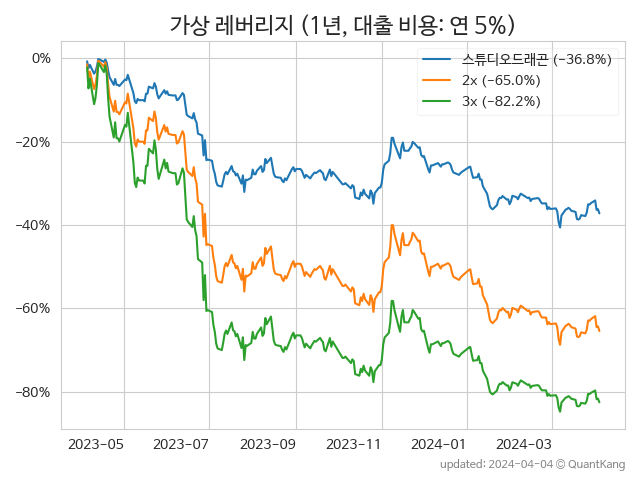 가상 레버리지 (1년, 대출 비용: 연 5%)
스튜디오드래곤 (−36.8%)
2x (−65.0%)
3x (−82.2%)
0%
−20%
−40%
−60%
−80%
2023-05 2023-07 2023-09 2023-11 2024-01 2024-03
updated: 2024-04-04 © QuantKang